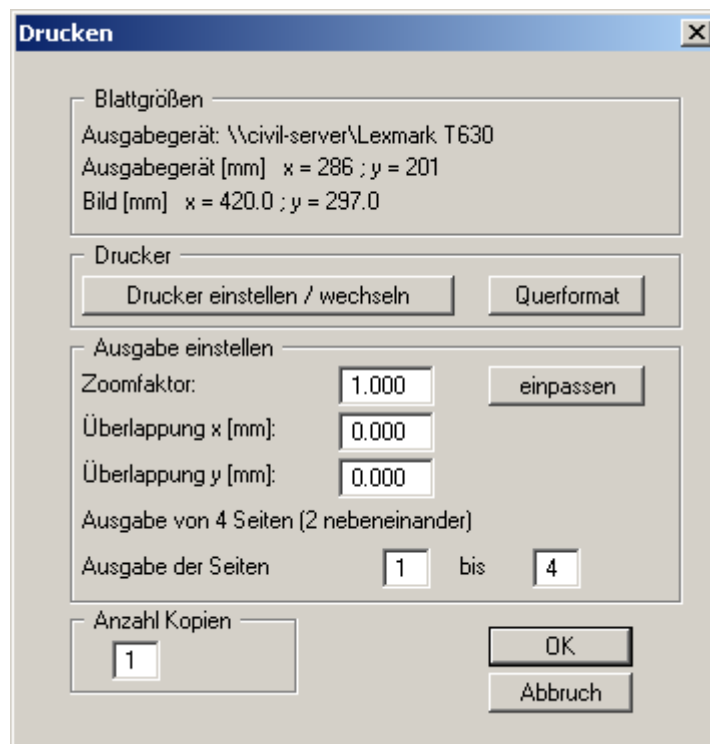 Drucken
Blattgrößen
Ausgabegerät: \\civil-server\Lexmark T630
Ausgabegerät [mm]   x = 286 ; y = 201
Bild [mm]   x = 420.0 ; y = 297.0
Drucker
Drucker einstellen / wechseln   Querformat
Ausgabe einstellen
Zoomfaktor:   1.000   einpassen
Überlappung x [mm]:   0.000
Überlappung y [mm]:   0.000
Ausgabe von 4 Seiten (2 nebeneinander)
Ausgabe der Seiten   1   bis   4
Anzahl Kopien
1
OK
Abbruch